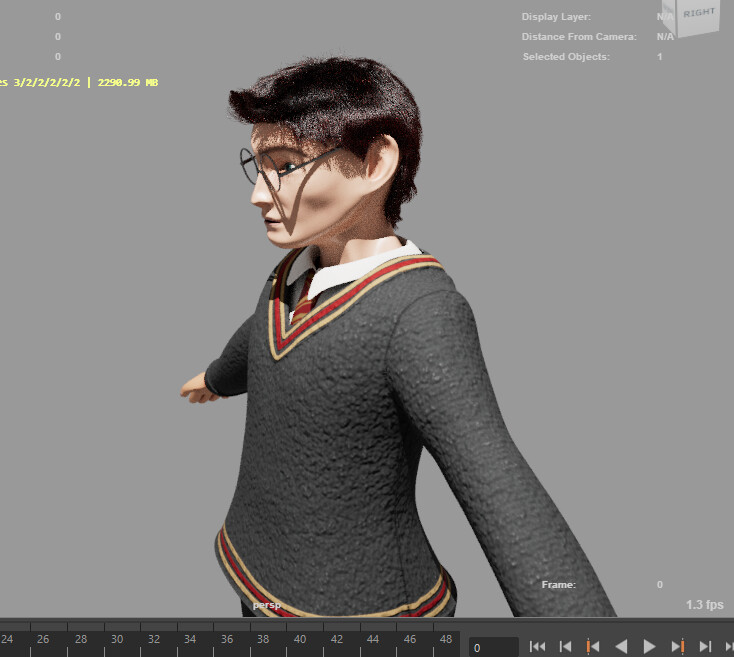 0
Display Layer: N/A
RIGHT
0
Distance From Camera: N/A
0
Selected Objects: 1
es 3/2/2/2/2/2 | 2290.99 MB
Frame: 0
persp
1.3 fps
24 26 28 30 32 34 36 38 40 42 44 46 48
0